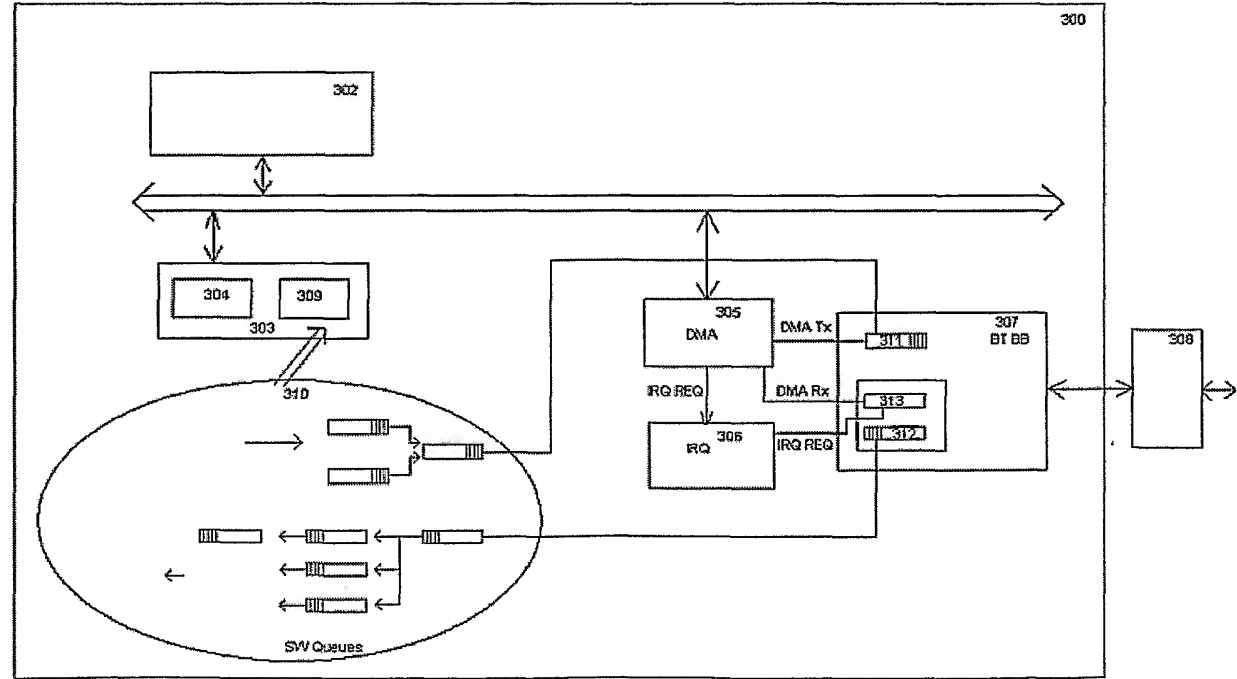 300
302
304
309
303
310
305
DMA
DMA Tx
311
307
BT BB
308
IRQ REQ
DMA Rx
313
306
IRQ
IRQ REQ
312
SW Queues